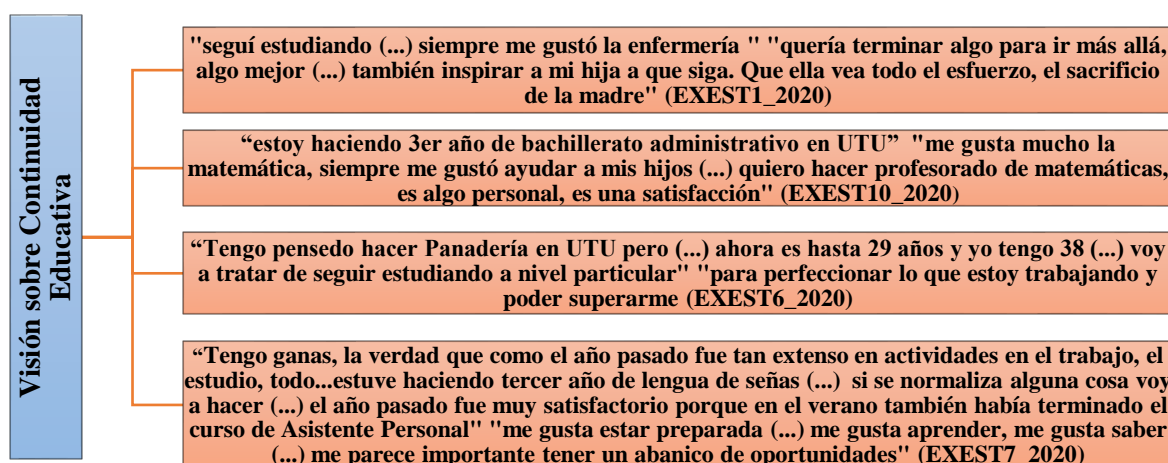 Visión sobre Continuidad
Educativa
"seguí estudiando (...) siempre me gustó la enfermería " "quería terminar algo para ir más allá,
algo mejor (...) también inspirar a mi hija a que siga. Que ella vea todo el esfuerzo, el sacrificio
de la madre" (EXEST1_2020)
“estoy haciendo 3er año de bachillerato administrativo en UTU” "me gusta mucho la
matemática, siempre me gustó ayudar a mis hijos (...) quiero hacer profesorado de matemáticas,
es algo personal, es una satisfacción" (EXEST10_2020)
“Tengo pensedo hacer Panadería en UTU pero (...) ahora es hasta 29 años y yo tengo 38 (...) voy
a tratar de seguir estudiando a nivel particular" "para perfeccionar lo que estoy trabajando y
poder superarme (EXEST6_2020)
“Tengo ganas, la verdad que como el año pasado fue tan extenso en actividades en el trabajo, el
estudio, todo...estuve haciendo tercer año de lengua de señas (...) si se normaliza alguna cosa voy
a hacer (...) el año pasado fue muy satisfactorio porque en el verano también había terminado el
curso de Asistente Personal" "me gusta estar preparada (...) me gusta aprender, me gusta saber
(...) me parece importante tener un abanico de oportunidades" (EXEST7_2020)